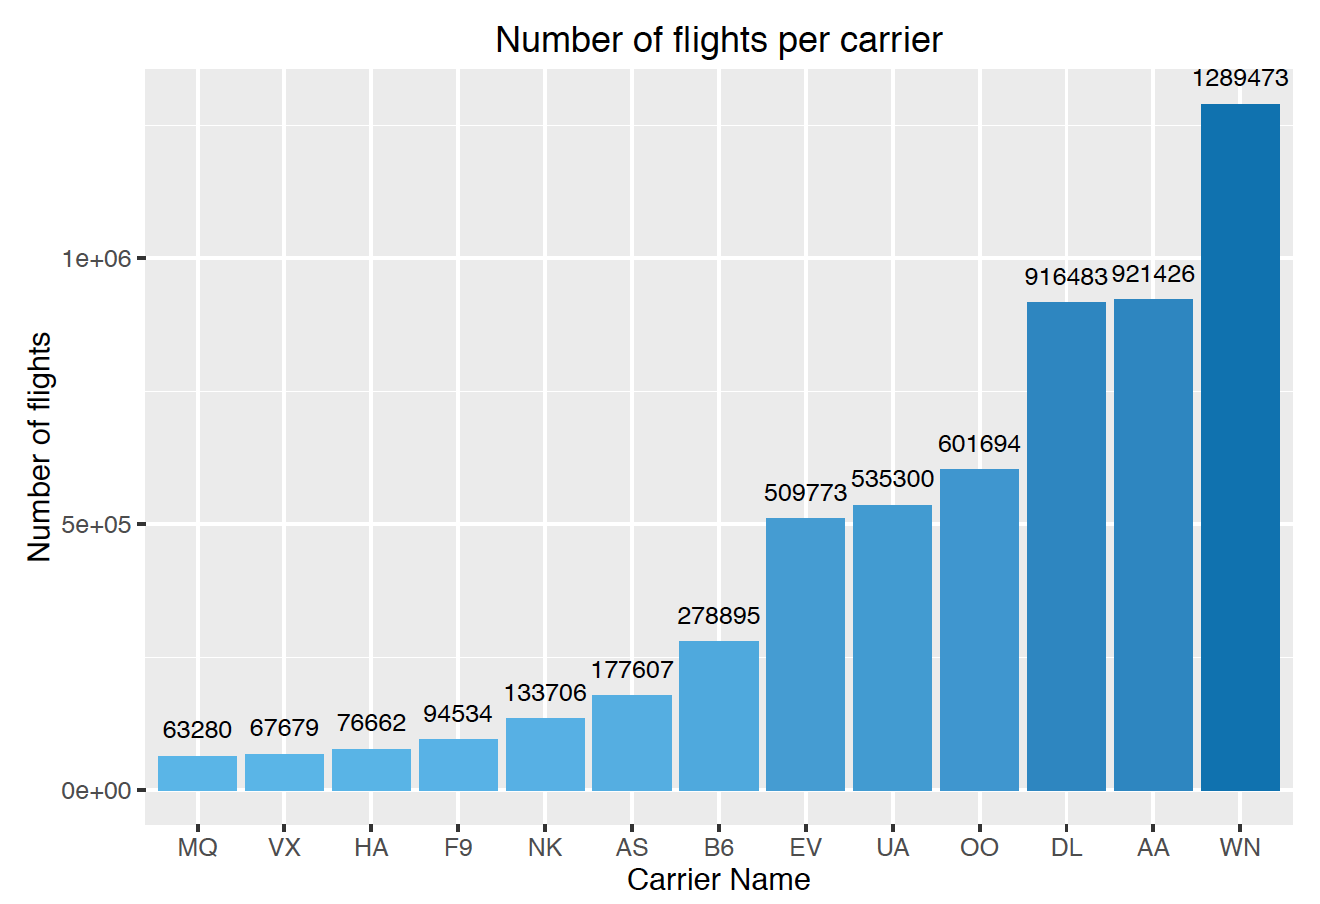 Number of flights per carrier
1289473
1e+06
916483 921426
601694
535300
509773
5e+05
278895
177607
133706
94534
76662
67679
63280
0e+00
MQ VX HA F9 NK AS B6 EV UA OO DL AA WN
Carrier Name
Number of flights